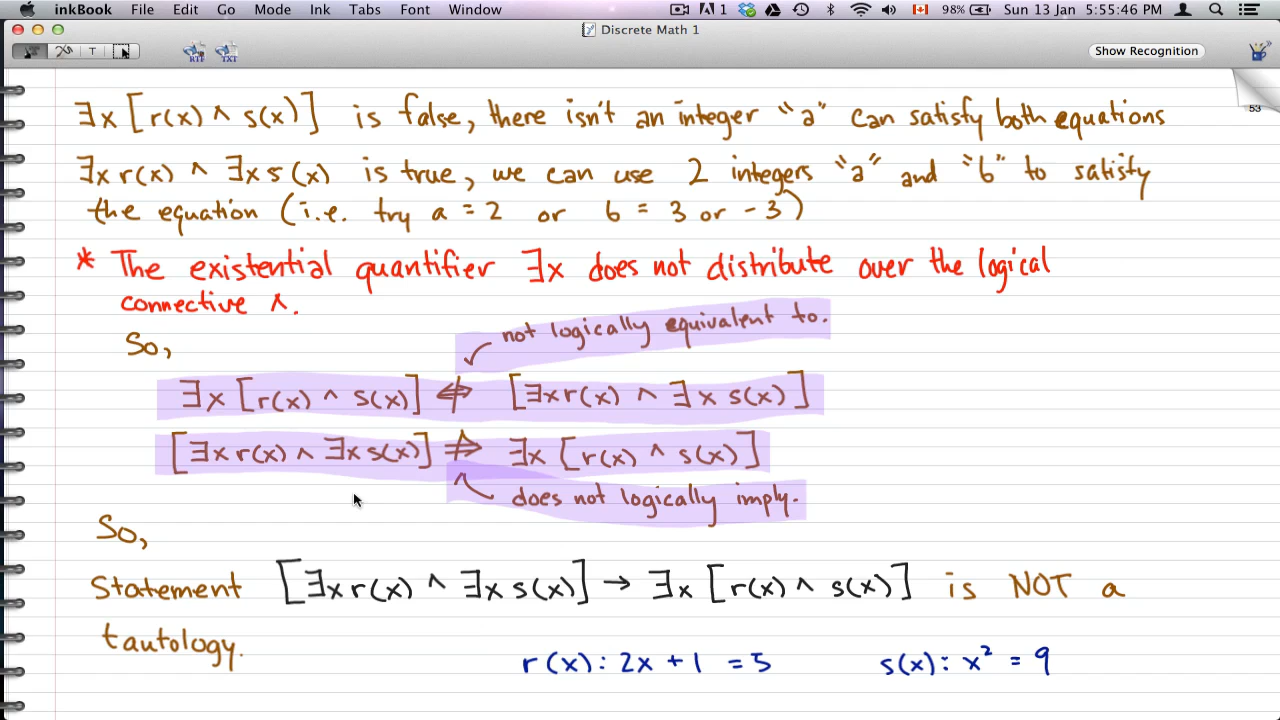 inkBook File Edit Go Mode Ink Tabs Font Window 1 98% Sun 13 Jan 5:55:46 PM
Discrete Math 1
T RTF TXT Show Recognition
53
∃x [r(x) ∧ s(x)] is false, there isn't an integer "a" can satisfy both equations
∃x r(x) ∧ ∃x s(x) is true, we can use 2 integers "a" and "b" to satisfy
the equation (i.e. try a = 2 or b = 3 or -3)
* The existential quantifier ∃x does not distribute over the logical
connective ∧.
not logically equivalent to.
So,
∃x [r(x) ∧ s(x)] ⇎ [∃x r(x) ∧ ∃x s(x)]
[∃x r(x) ∧ ∃x s(x)] ⇏ ∃x [r(x) ∧ s(x)]
does not logically imply.
So,
Statement [∃x r(x) ∧ ∃x s(x)] → ∃x [r(x) ∧ s(x)] is NOT a
tautology.
r(x): 2x + 1 = 5 s(x): x² = 9